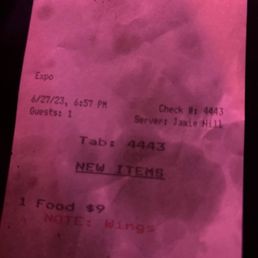 Expo
6/27/23, 6:57 PM Check #: 4443
Guests: 1 Server: Jamie Hill
Tab: 4443
NEW ITEMS
1 Food $9
NOTE: Wings